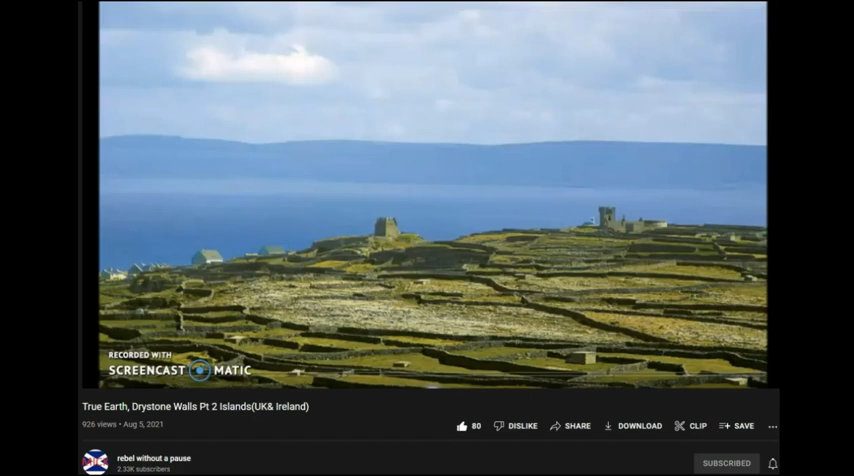 RECORDED WITH
SCREENCAST MATIC
True Earth, Drystone Walls Pt 2 Islands(UK& Ireland)
926 views • Aug 5, 2021
80 DISLIKE SHARE DOWNLOAD CLIP SAVE ...
rebel without a pause
2.33K subscribers
SUBSCRIBED